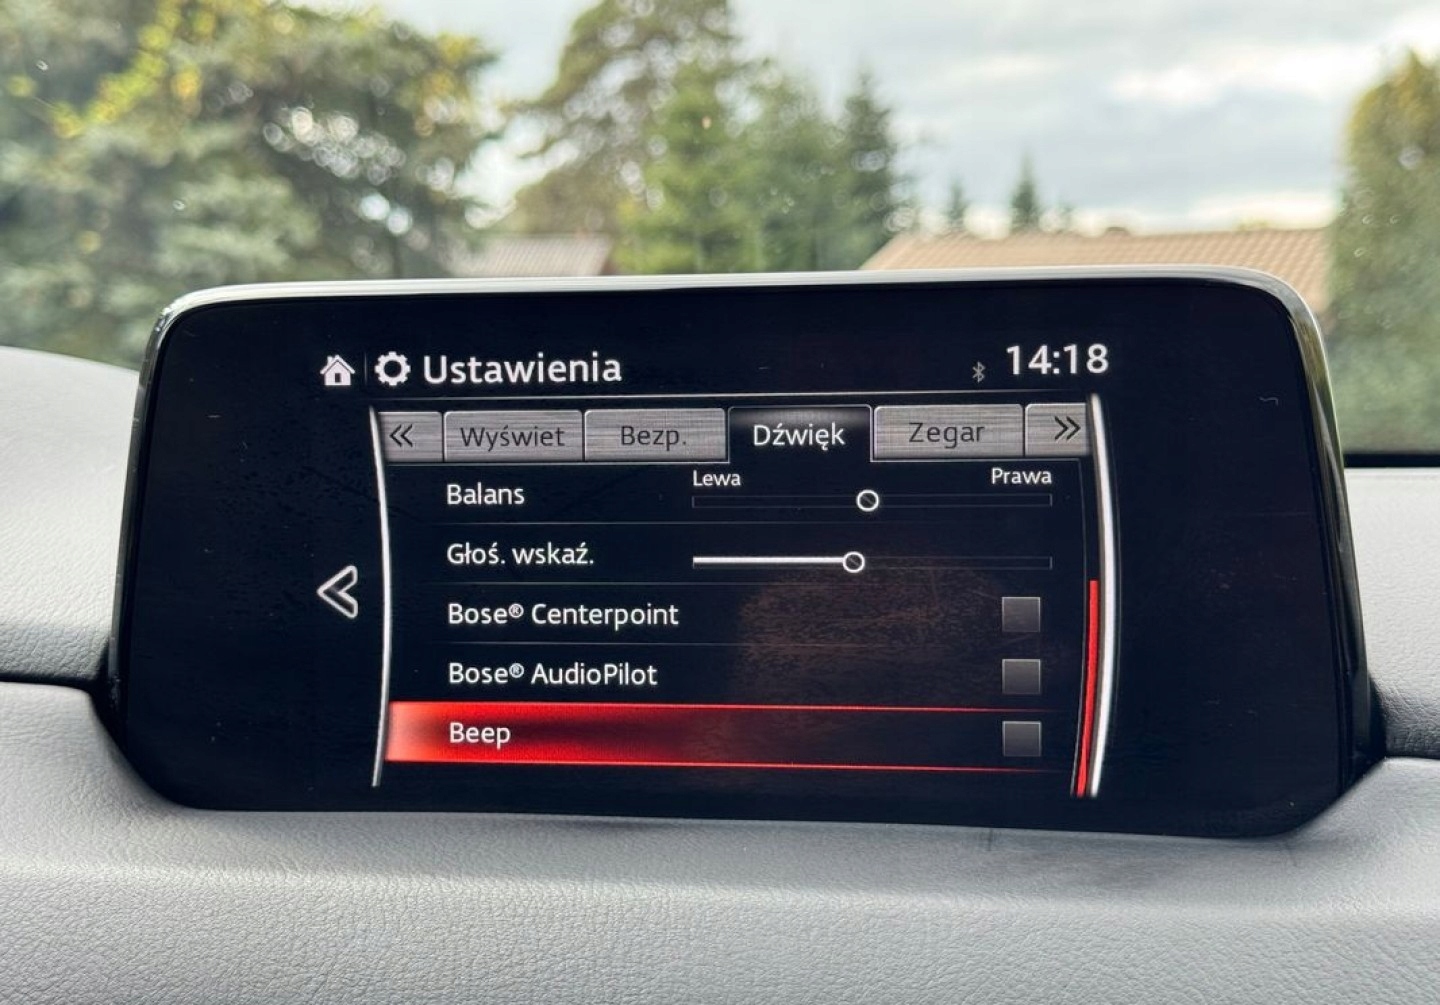 Ustawienia 14:18
« Wyświet Bezp. Dźwięk Zegar »
Balans Lewa Prawa
Głoś. wskaź.
Bose® Centerpoint
Bose® AudioPilot
Beep